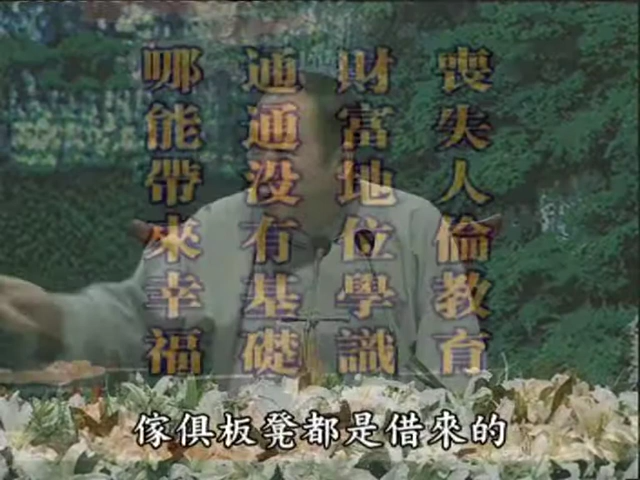 喪失人倫教育
財富地位學識
通通没有基礎
哪能帶來幸福
傢俱板凳都是借來的